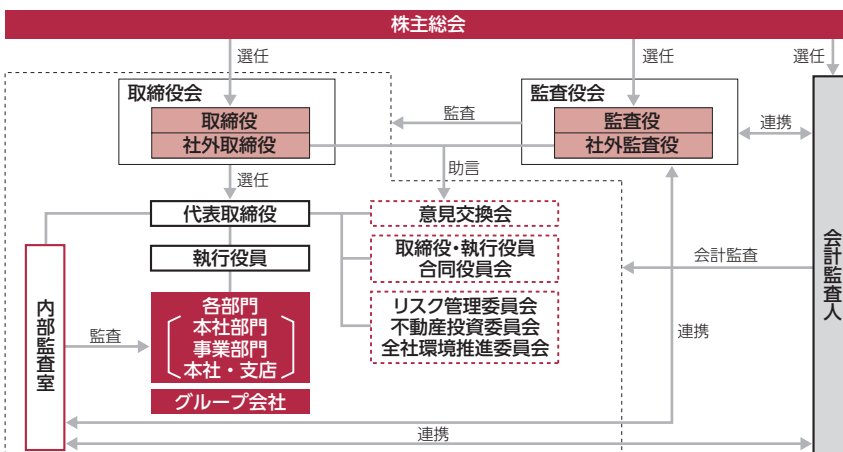 株主総会
選任
選任
選任
取締役会
取締役
社外取締役
監査
監査役会
監査役
社外監査役
連携
選任
助言
代表取締役
意見交換会
執行役員
取締役・執行役員
合同役員会
会計監査
会計監査人
内部監査室
監査
各部門
本社部門
事業部門
本社・支店
リスク管理委員会
不動産投資委員会
全社環境推進委員会
連携
グループ会社
連携